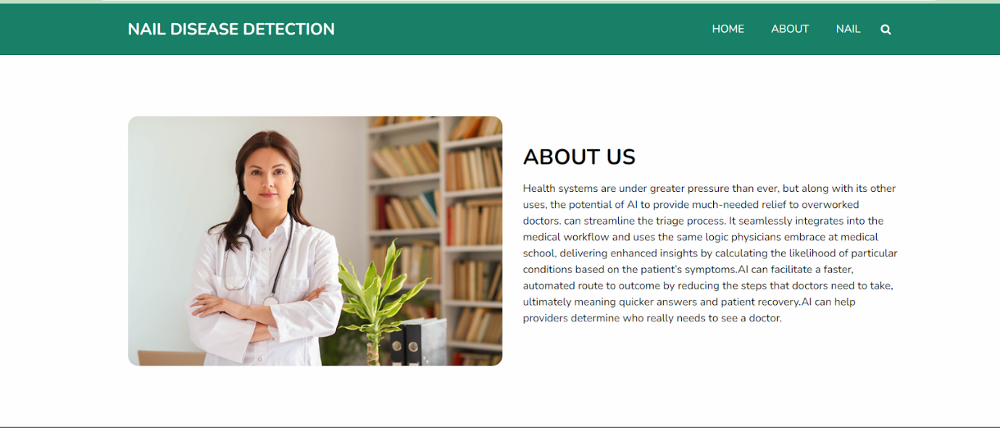 NAIL DISEASE DETECTION
HOME ABOUT NAIL
ABOUT US
Health systems are under greater pressure than ever, but along with its other
uses, the potential of AI to provide much-needed relief to overworked
doctors. can streamline the triage process. It seamlessly integrates into the
medical workflow and uses the same logic physicians embrace at medical
school, delivering enhanced insights by calculating the likelihood of particular
conditions based on the patient's symptoms.AI can facilitate a faster,
automated route to outcome by reducing the steps that doctors need to take,
ultimately meaning quicker answers and patient recovery.AI can help
providers determine who really needs to see a doctor.